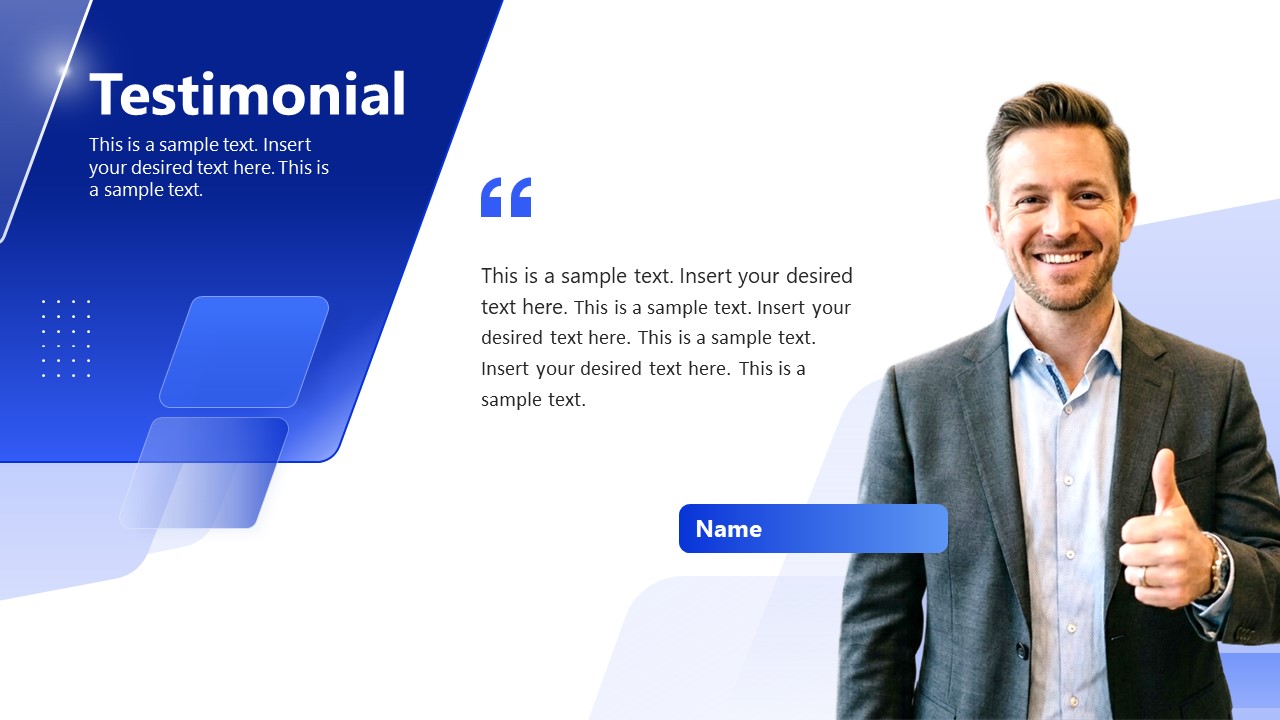 Testimonial
This is a sample text. Insert
your desired text here. This is
a sample text.
“
This is a sample text. Insert your desired
text here. This is a sample text. Insert your
desired text here. This is a sample text.
Insert your desired text here. This is a
sample text.
Name